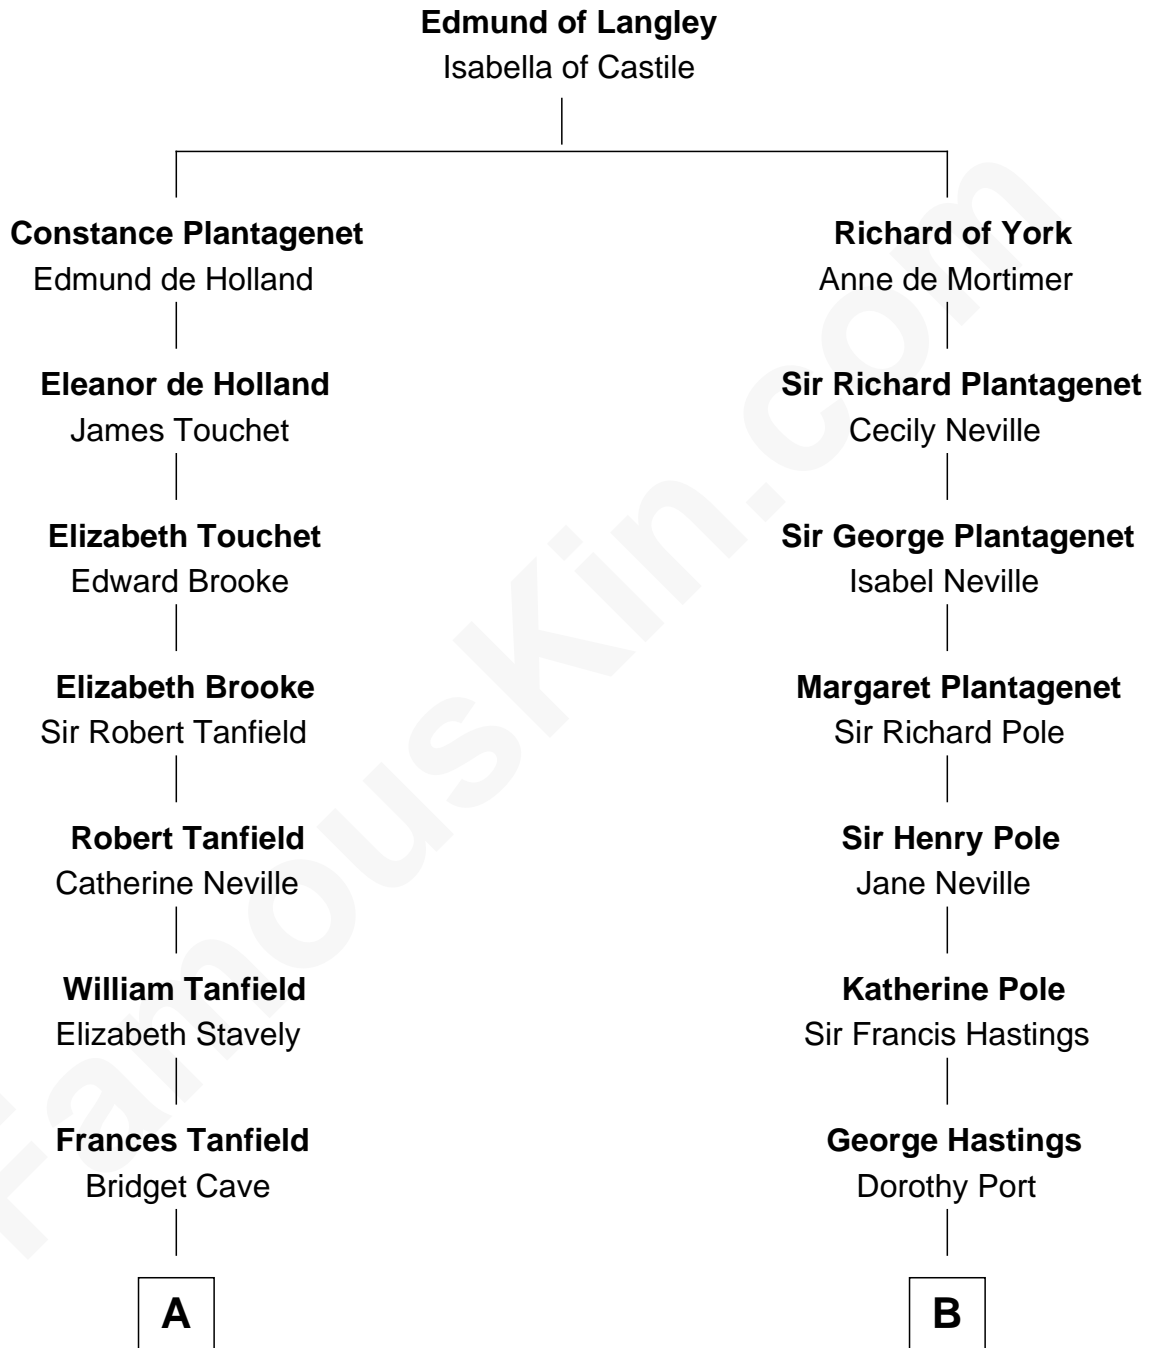 Edmund of Langley
Isabella of Castile
Constance Plantagenet
Edmund de Holland
Richard of York
Anne de Mortimer
Eleanor de Holland
James Touchet
Sir Richard Plantagenet
Cecily Neville
Elizabeth Touchet
Edward Brooke
Sir George Plantagenet
Isabel Neville
Elizabeth Brooke
Sir Robert Tanfield
Margaret Plantagenet
Sir Richard Pole
Robert Tanfield
Catherine Neville
Sir Henry Pole
Jane Neville
William Tanfield
Elizabeth Stavely
Katherine Pole
Sir Francis Hastings
Frances Tanfield
Bridget Cave
George Hastings
Dorothy Port
A
B
FamousKin.com